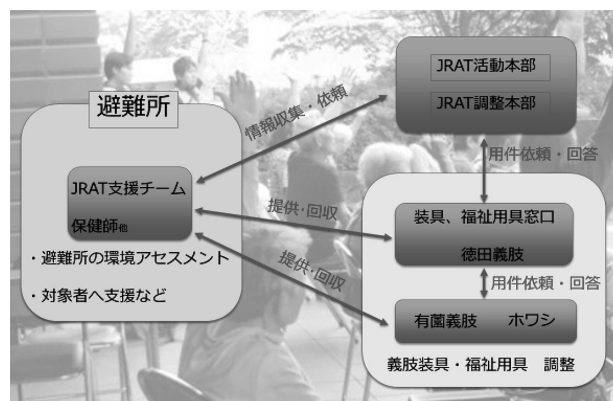 避難所
JRAT支援チーム
保健師他
・避難所の環境アセスメント
・対象者へ支援など
情報収集・依頼
提供・回収
提供・回収
JRAT活動本部
JRAT調整本部
用件依頼・回答
装具、福祉用具窓口
徳田義肢
用件依頼・回答
有薗義肢 ホワシ
義肢装具・福祉用具 調整